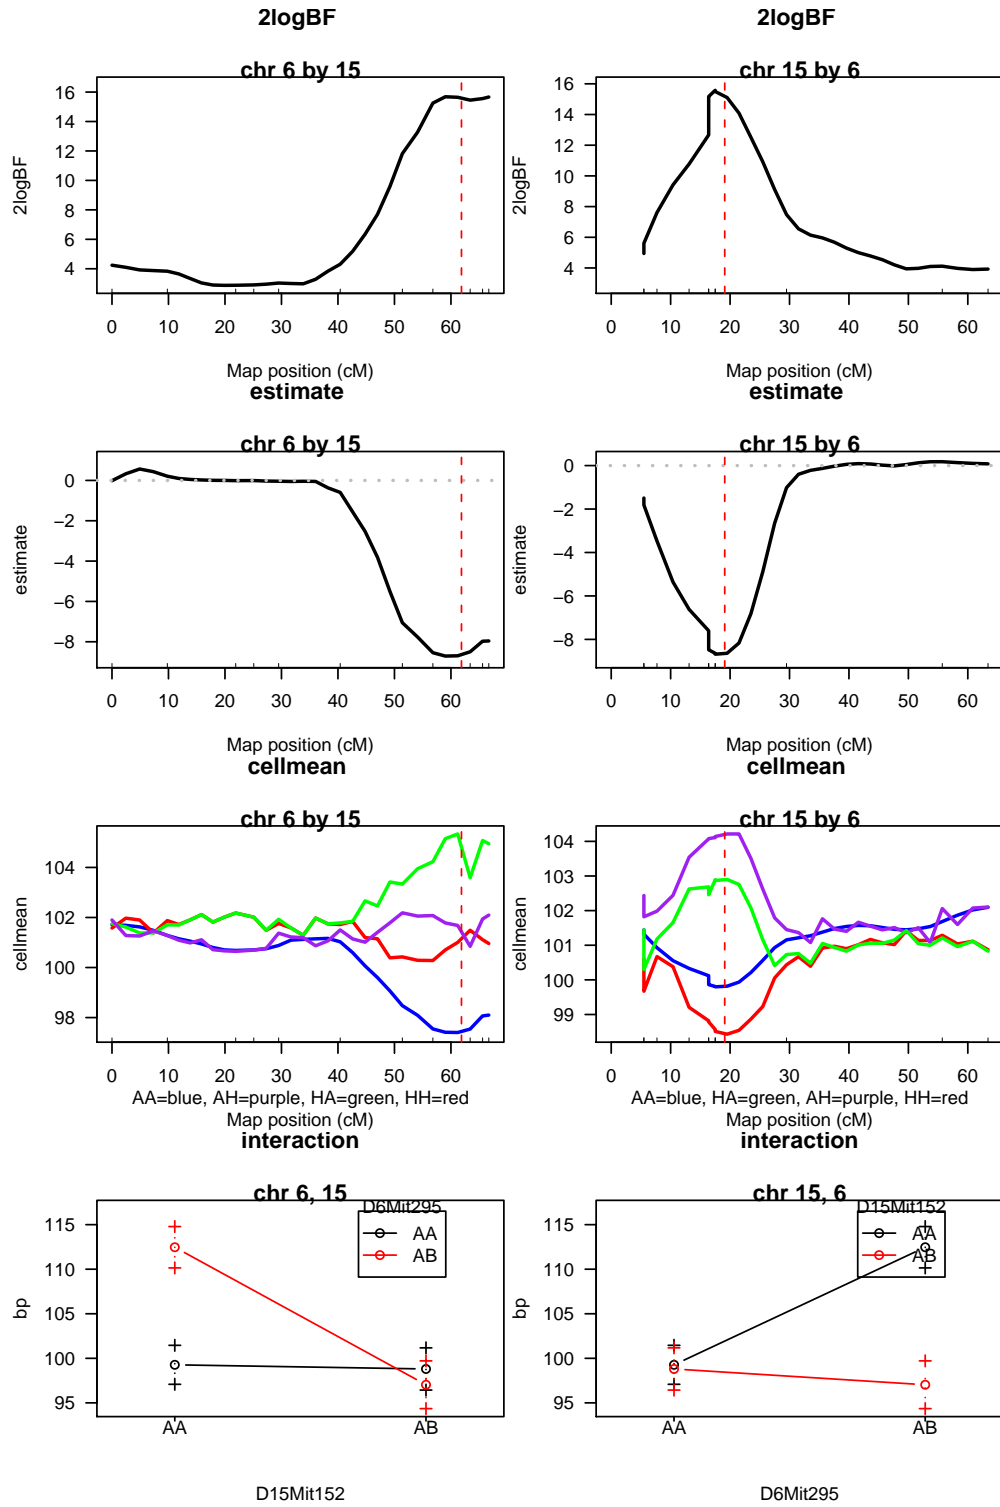 2logBF
2logBF
chr 6 by 15
chr 15 by 6
2logBF
16
14
12
10
8
6
4
0 10 20 30 40 50 60
Map position (cM)
2logBF
16
14
12
10
8
6
4
0 10 20 30 40 50 60
Map position (cM)
estimate
estimate
chr 6 by 15
chr 15 by 6
estimate
0
−2
−4
−6
−8
0 10 20 30 40 50 60
Map position (cM)
estimate
0
−2
−4
−6
−8
0 10 20 30 40 50 60
Map position (cM)
cellmean
cellmean
chr 6 by 15
chr 15 by 6
cellmean
104
102
100
98
0 10 20 30 40 50 60
AA=blue, AH=purple, HA=green, HH=red
Map position (cM)
cellmean
104
103
102
101
100
99
0 10 20 30 40 50 60
AA=blue, HA=green, AH=purple, HH=red
Map position (cM)
interaction
interaction
chr 6, 15
chr 15, 6
bp
115
110
105
100
95
D6Mit295
AA
AB
AA AB
D15Mit152
bp
115
110
105
100
95
D15Mit152
AA
AB
AA AB
D6Mit295